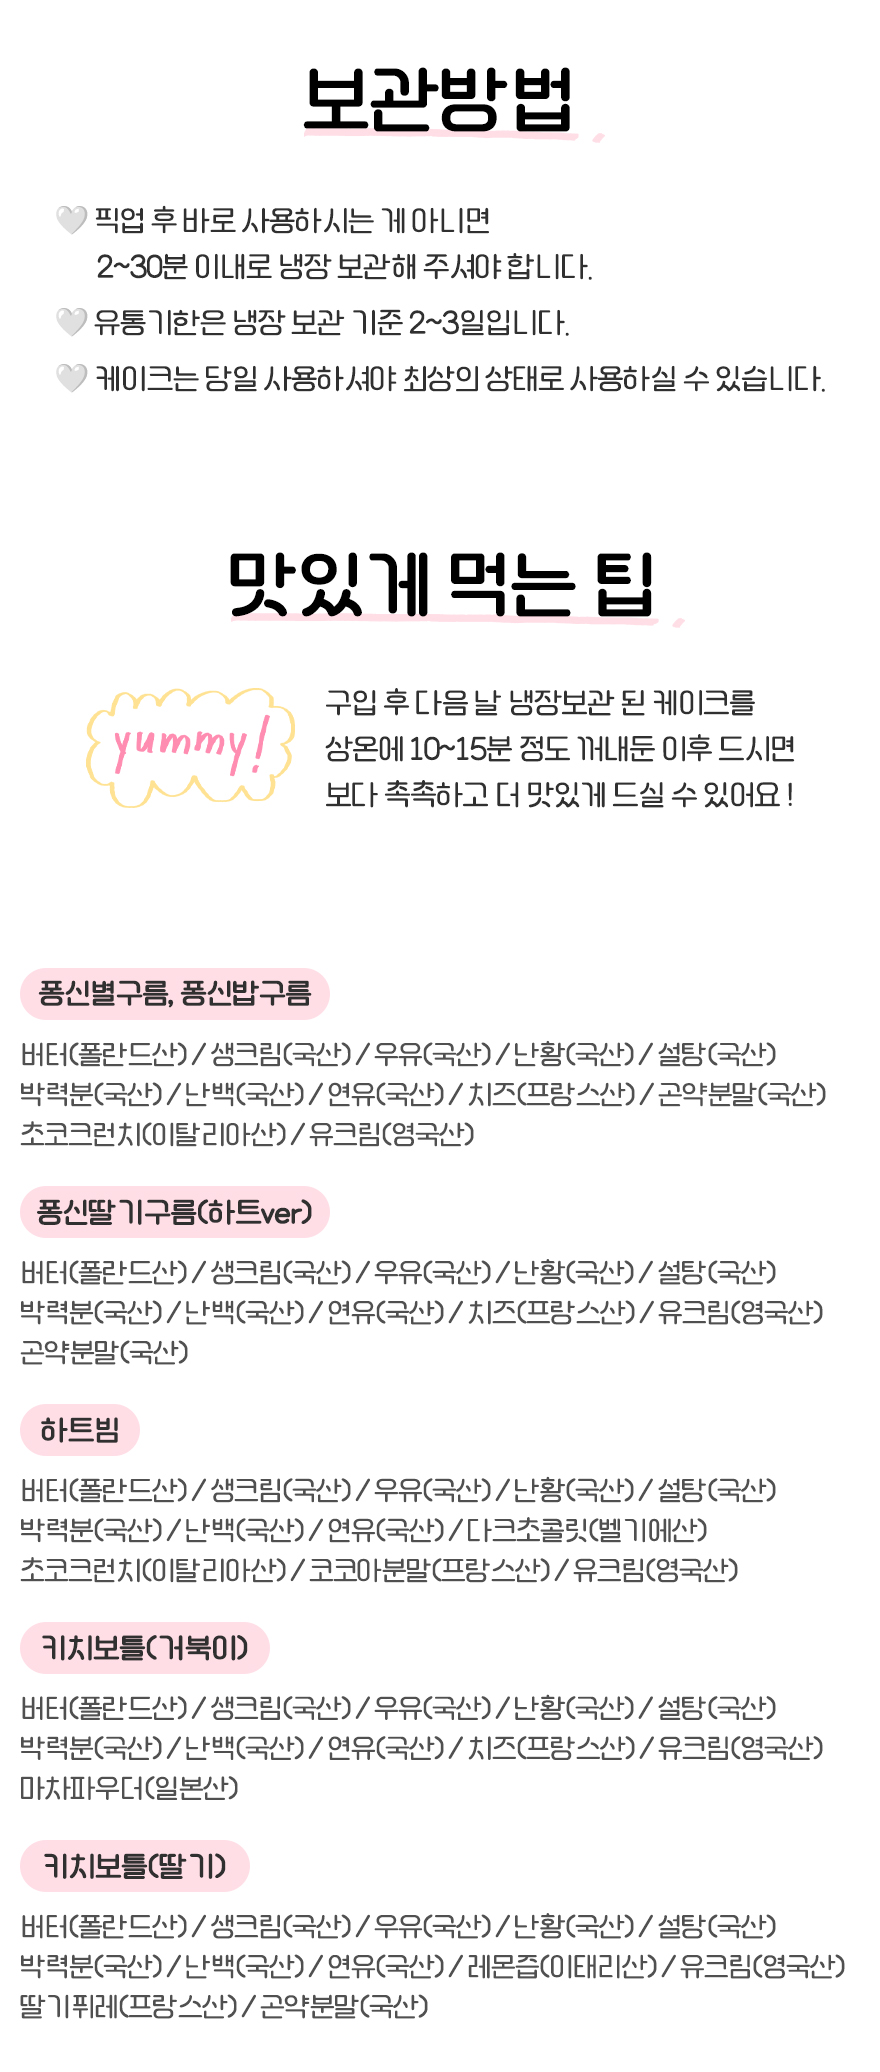 보관방법
🤍 픽업 후 바로 사용하시는 게 아니면
2~30분 이내로 냉장 보관해 주셔야 합니다.
🤍 유통기한은 냉장 보관 기준 2~3일입니다.
🤍 케이크는 당일 사용하셔야 최상의 상태로 사용하실 수 있습니다.
맛있게 먹는 팁
yummy!
구입 후 다음 날 냉장보관 된 케이크를
상온에 10~15분 정도 꺼내둔 이후 드시면
보다 촉촉하고 더 맛있게 드실 수 있어요!
퐁신별구름, 퐁신밥구름
버터(폴란드산) / 생크림(국산) / 우유(국산) / 난황(국산) / 설탕(국산)
박력분(국산) / 난백(국산) / 연유(국산) / 치즈(프랑스산) / 곤약분말(국산)
초코크런치(이탈리아산) / 유크림(영국산)
퐁신딸기구름(하트ver)
버터(폴란드산) / 생크림(국산) / 우유(국산) / 난황(국산) / 설탕(국산)
박력분(국산) / 난백(국산) / 연유(국산) / 치즈(프랑스산) / 유크림(영국산)
곤약분말(국산)
하트빔
버터(폴란드산) / 생크림(국산) / 우유(국산) / 난황(국산) / 설탕(국산)
박력분(국산) / 난백(국산) / 연유(국산) / 다크초콜릿(벨기에산)
초코크런치(이탈리아산) / 코코아분말(프랑스산) / 유크림(영국산)
키치보틀(거북이)
버터(폴란드산) / 생크림(국산) / 우유(국산) / 난황(국산) / 설탕(국산)
박력분(국산) / 난백(국산) / 연유(국산) / 치즈(프랑스산) / 유크림(영국산)
마차파우더(일본산)
키치보틀(딸기)
버터(폴란드산) / 생크림(국산) / 우유(국산) / 난황(국산) / 설탕(국산)
박력분(국산) / 난백(국산) / 연유(국산) / 레몬즙(이태리산) / 유크림(영국산)
딸기퓌레(프랑스산) / 곤약분말(국산)